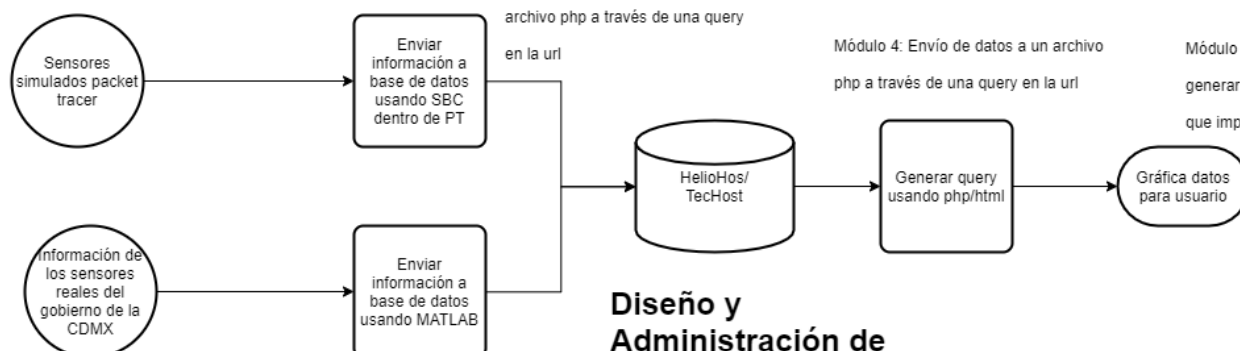 archivo php a través de una query
en la url
Sensores
simulados packet
tracer
Enviar
información a
base de datos
usando SBC
dentro de PT
Módulo 4: Envío de datos a un archivo
php a través de una query en la url
Módulo
generar
que imp
HelioHos/
TecHost
Generar query
usando php/html
Gráfica datos
para usuario
Información de
los sensores
reales del
gobierno de la
CDMX
Enviar
información a
base de datos
usando MATLAB
Diseño y
Administración de